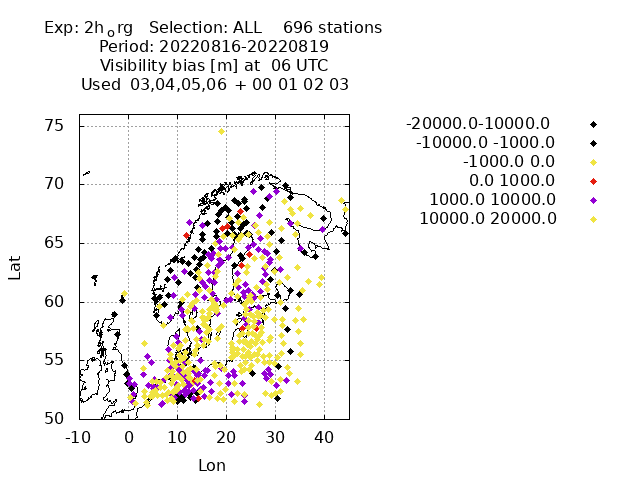 Exp: 2h_org   Selection: ALL    696 stations
Period: 20220816-20220819
Visibility bias [m] at  06 UTC
Used  03,04,05,06  + 00 01 02 03
75
70
65
60
55
50
Lat
-10 0 10 20 30 40
Lon
-20000.0-10000.0
-10000.0 -1000.0
-1000.0 0.0
0.0 1000.0
1000.0 10000.0
10000.0 20000.0